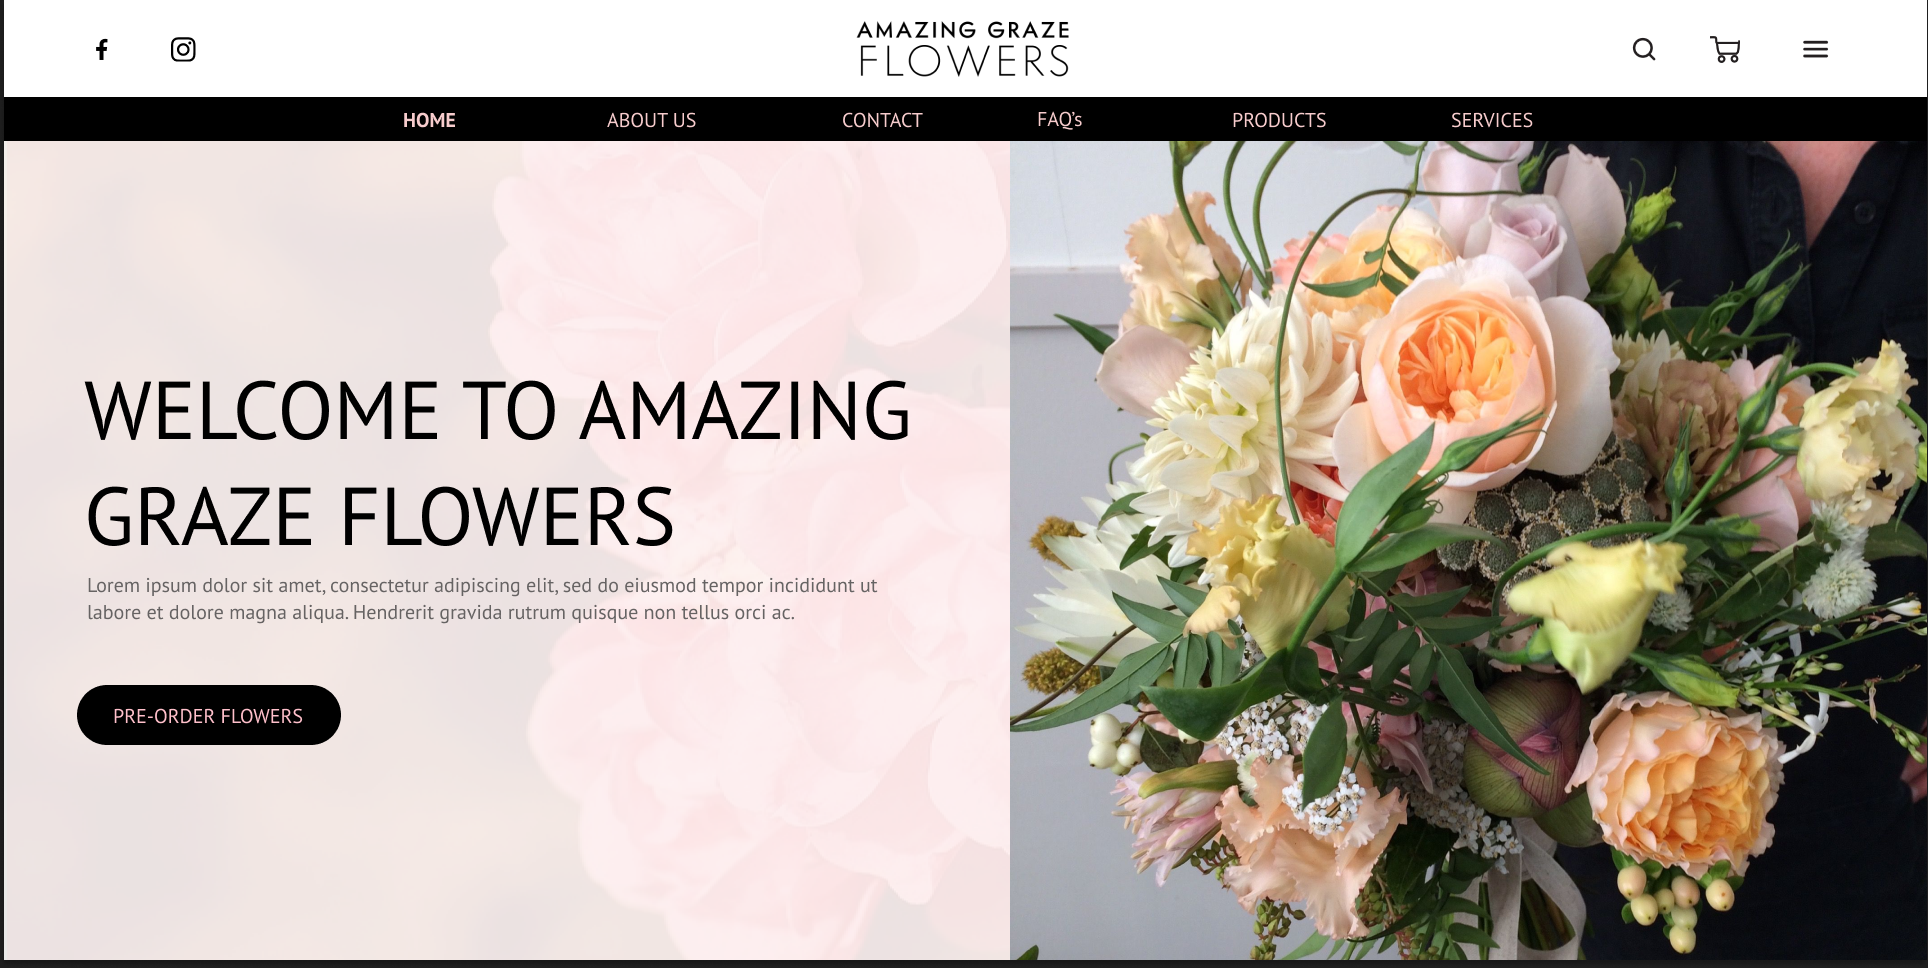 AMAZING GRAZE
FLOWERS
HOME ABOUT US CONTACT FAQ's PRODUCTS SERVICES
WELCOME TO AMAZING
GRAZE FLOWERS
Lorem ipsum dolor sit amet, consectetur adipiscing elit, sed do eiusmod tempor incididunt ut
labore et dolore magna aliqua. Hendrerit gravida rutrum quisque non tellus orci ac.
PRE-ORDER FLOWERS